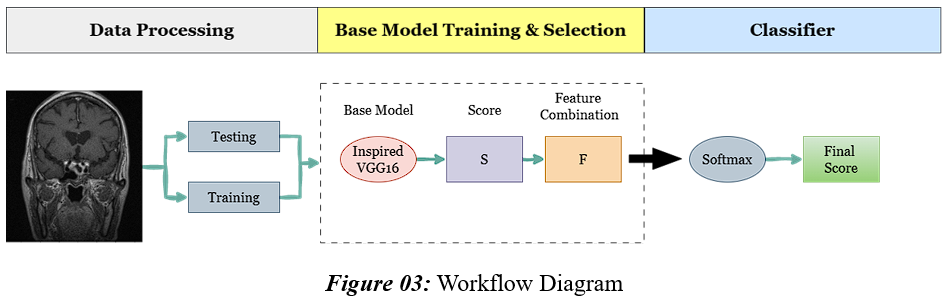 Data Processing
Base Model Training & Selection
Classifier
Base Model
Score
Feature
Combination
Testing
Training
Inspired
VGG16
S
F
Softmax
Final
Score
Figure 03: Workflow Diagram